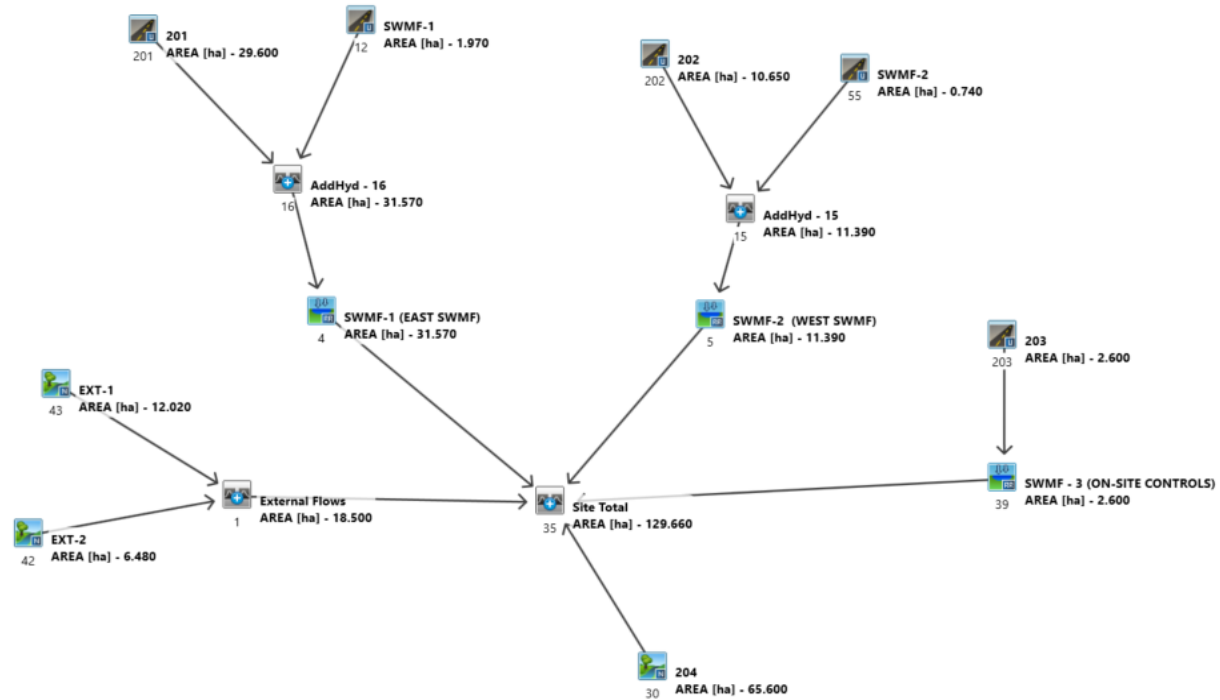 201
AREA [ha] - 29.600
201
SWMF-1
AREA [ha] - 1.970
12
202
AREA [ha] - 10.650
202
SWMF-2
AREA [ha] - 0.740
55
AddHyd - 16
AREA [ha] - 31.570
16
AddHyd - 15
AREA [ha] - 11.390
15
SWMF-1 (EAST SWMF)
AREA [ha] - 31.570
4
SWMF-2 (WEST SWMF)
AREA [ha] - 11.390
5
203
AREA [ha] - 2.600
203
EXT-1
AREA [ha] - 12.020
43
External Flows
AREA [ha] - 18.500
1
Site Total
AREA [ha] - 129.660
35
SWMF - 3 (ON-SITE CONTROLS)
AREA [ha] - 2.600
39
EXT-2
AREA [ha] - 6.480
42
204
AREA [ha] - 65.600
30